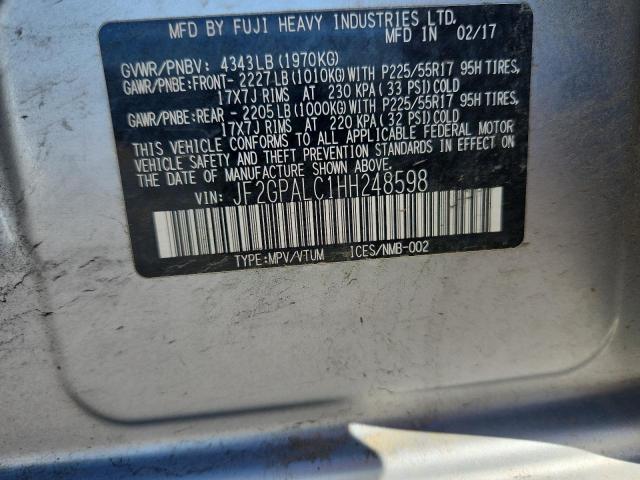 MFD BY FUJI HEAVY INDUSTRIES LTD.
MFD IN 02/17
GVWR/PNBV: 4343LB (1970KG)
GAWR/PNBE:FRONT- 2227LB(1010KG)WITH P225/55R17 95H TIRES,
17X7J RIMS AT 230 KPA (33 PSI) COLD
GAWR/PNBE:REAR - 2205LB(1000KG)WITH P225/55R17 95H TIRES,
17X7J RIMS AT 220 KPA (32 PSI) COLD
THIS VEHICLE CONFORMS TO ALL APPLICABLE FEDERAL MOTOR
VEHICLE SAFETY AND THEFT PREVENTION STANDARDS IN EFFECT ON
THE DATE OF MANUFACTURE SHOWN ABOVE.
VIN: JF2GPALC1HH248598
TYPE:MPV/VTUM ICES/NMB-002